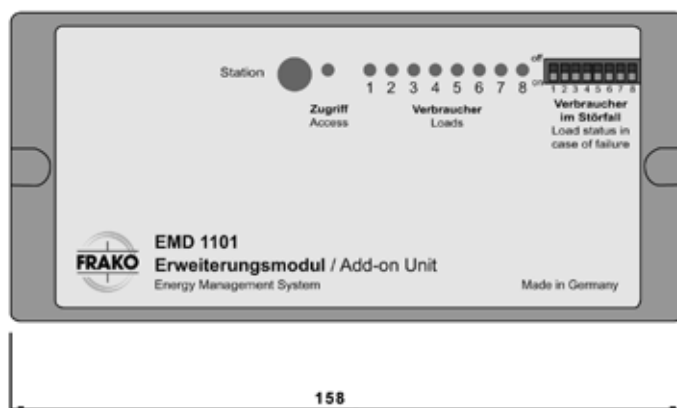 Station
off
on
1 2 3 4 5 6 7 8
1 2 3 4 5 6 7 8
Zugriff
Access
Verbraucher
Loads
Verbraucher
im Störfall
Load status in
case of failure
FRAKO
EMD 1101
Erweiterungsmodul / Add-on Unit
Energy Management System
Made in Germany
158